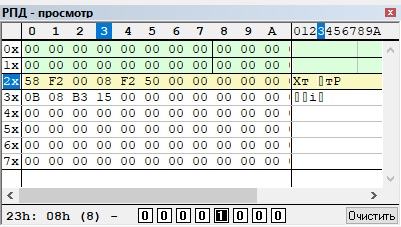 РПД - просмотр
0 1 2 3 4 5 6 7 8 9 A 0123456789A
0x 00 00 00 00 00 00 00 00 00 00 00
1x 00 00 00 00 00 00 00 00 00 00 00
2x 58 F2 00 08 F2 50 00 00 00 00 00 Xт тP
3x 0B 08 B3 15 00 00 00 00 00 00 00 і
4x 00 00 00 00 00 00 00 00 00 00 00
5x 00 00 00 00 00 00 00 00 00 00 00
6x 00 00 00 00 00 00 00 00 00 00 00
7x 00 00 00 00 00 00 00 00 00 00 00
23h: 08h (8) - 0 0 0 0 1 0 0 0 Очистить